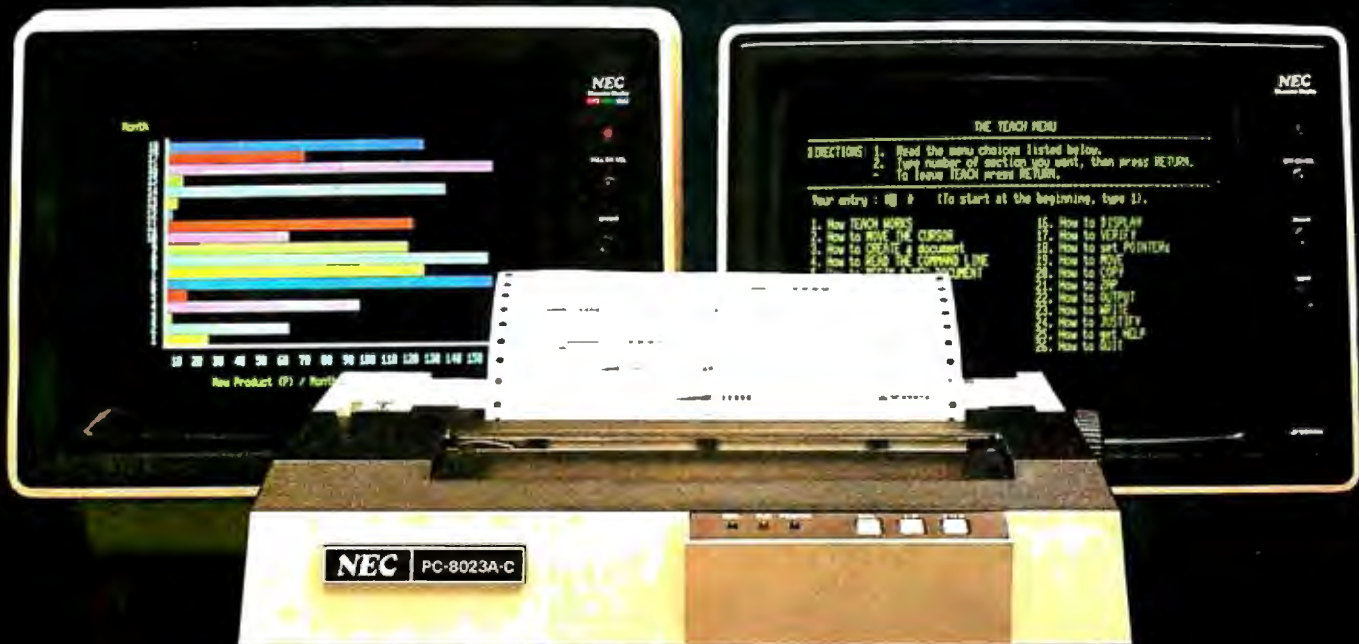 NEC
Month
10 20 30 40 50 60 70 80 90 100 110 120 130 140 150
Raw Product (P) / Month
NEC
THE TEACH MENU
DIRECTIONS: 1. Read the menu choices listed below.
2. Type number of section you want, then press RETURN.
- To leave TEACH press RETURN.
Your entry : # (To start at the beginning, type 1).
1. How TEACH WORKS
2. How to MOVE THE CURSOR
3. How to CREATE a document
4. How to READ THE COMMAND LINE
16. How to DISPLAY
17. How to VERIFY
18. How to set POINTERs
19. How to MOVE
20. How to COPY
21. How to ZAP
22. How to OUTPUT
23. How to WRITE
24. How to JUSTIFY
25. How to get HELP
26. How to QUIT
NEC PC-8023A-C